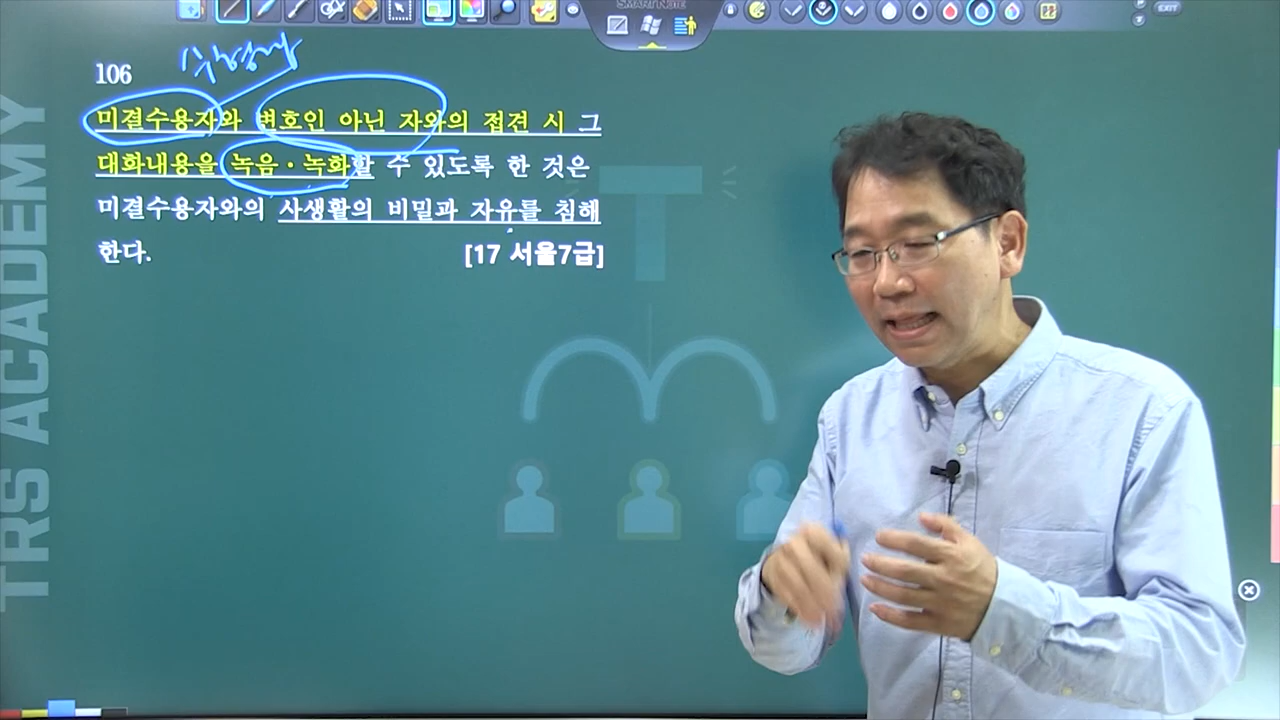 SMART NOTE
EXIT
106
미결수용자와 변호인 아닌 자와의 접견 시 그
대화내용을 녹음·녹화할 수 있도록 한 것은
미결수용자와의 사생활의 비밀과 자유를 침해
한다. [17 서울7급]
TRS ACADEMY